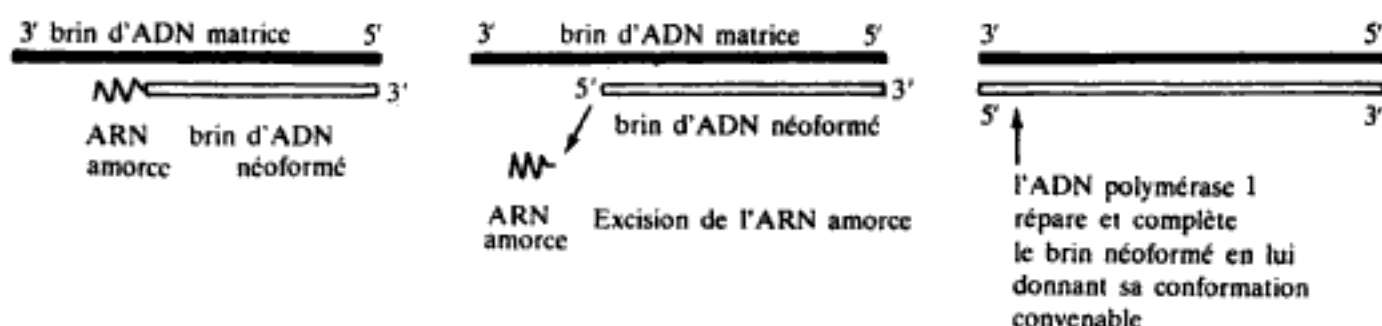 3′ brin d'ADN matrice 5′
3′
ARN brin d'ADN
amorce néoformé
3′ brin d'ADN matrice 5′
5′ 3′
brin d'ADN néoformé
ARN
amorce
Excision de l'ARN amorce
3′ 5′
5′ 3′
l'ADN polymérase 1
répare et complète
le brin néoformé en lui
donnant sa conformation
convenable